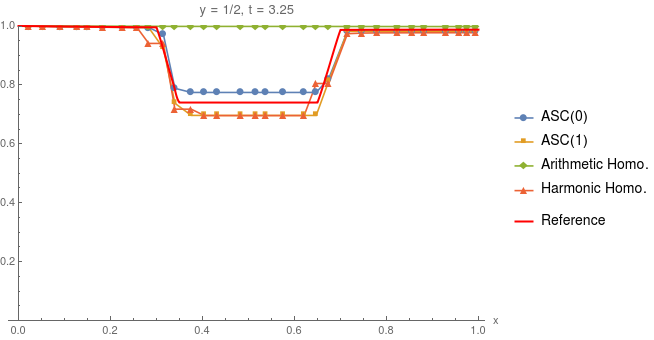 y = 1/2, t = 3.25
1.0
0.8
0.6
0.4
0.2
0.0
0.2
0.4
0.6
0.8
1.0
x
ASC(0)
ASC(1)
Arithmetic Homo.
Harmonic Homo.
Reference